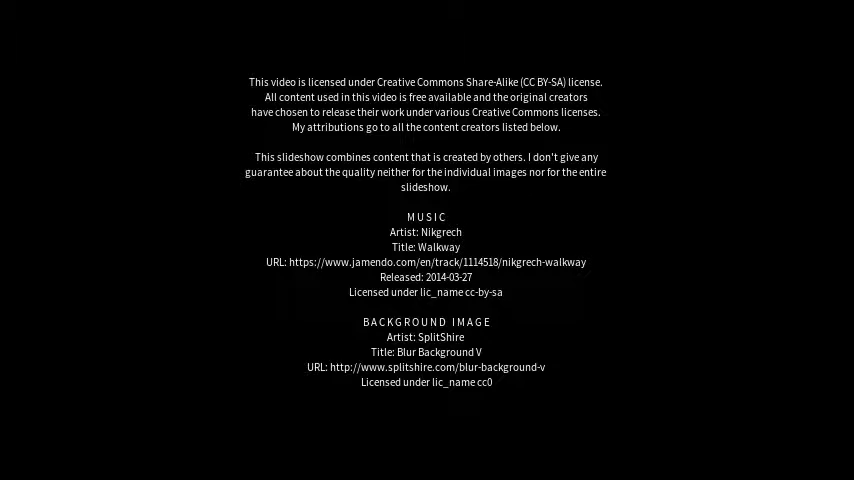 This video is licensed under Creative Commons Share-Alike (CC BY-SA) license.
All content used in this video is free available and the original creators
have chosen to release their work under various Creative Commons licenses.
My attributions go to all the content creators listed below.
This slideshow combines content that is created by others. I don't give any
guarantee about the quality neither for the individual images nor for the entire
slideshow.
MUSIC
Artist: Nikgrech
Title: Walkway
URL: https://www.jamendo.com/en/track/1114518/nikgrech-walkway
Released: 2014-03-27
Licensed under lic_name cc-by-sa
BACKGROUND IMAGE
Artist: SplitShire
Title: Blur Background V
URL: http://www.splitshire.com/blur-background-v
Licensed under lic_name cc0